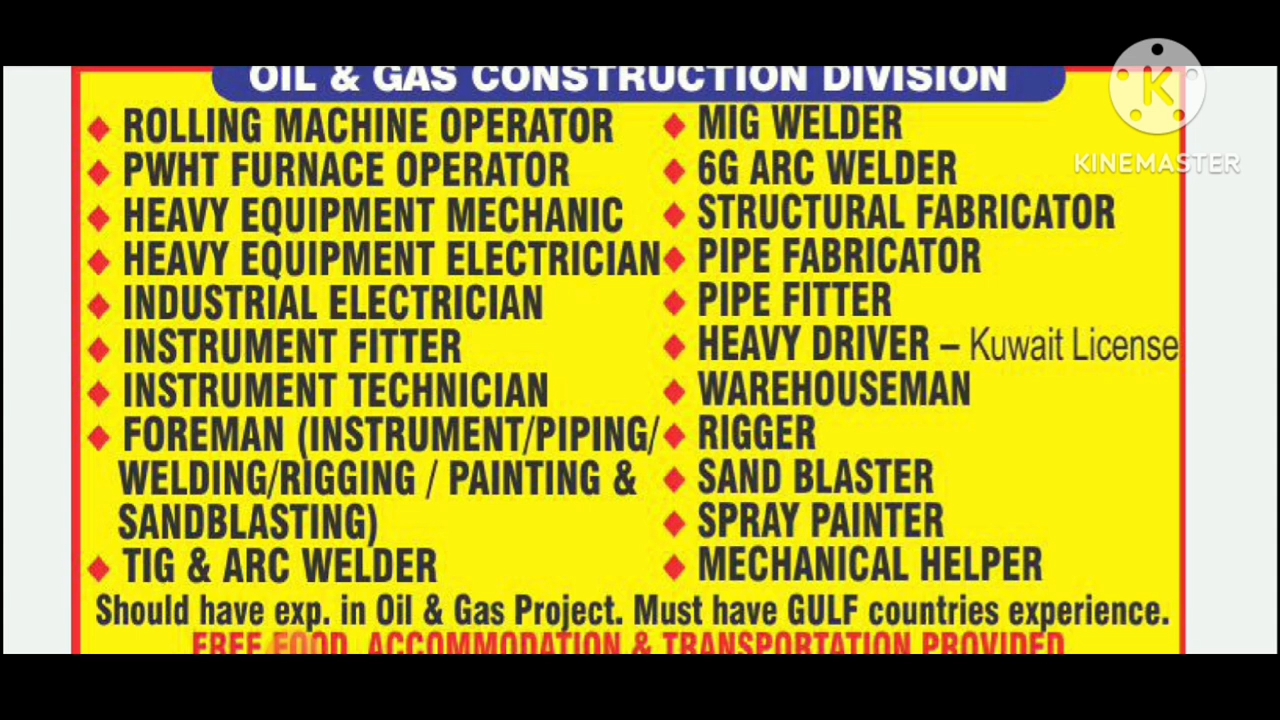 OIL & GAS CONSTRUCTION DIVISION
◆ ROLLING MACHINE OPERATOR
◆ PWHT FURNACE OPERATOR
◆ HEAVY EQUIPMENT MECHANIC
◆ HEAVY EQUIPMENT ELECTRICIAN
◆ INDUSTRIAL ELECTRICIAN
◆ INSTRUMENT FITTER
◆ INSTRUMENT TECHNICIAN
◆ FOREMAN (INSTRUMENT/PIPING/
WELDING/RIGGING / PAINTING &
SANDBLASTING)
◆ TIG & ARC WELDER
◆ MIG WELDER
◆ 6G ARC WELDER
◆ STRUCTURAL FABRICATOR
◆ PIPE FABRICATOR
◆ PIPE FITTER
◆ HEAVY DRIVER – Kuwait License
◆ WAREHOUSEMAN
◆ RIGGER
◆ SAND BLASTER
◆ SPRAY PAINTER
◆ MECHANICAL HELPER
Should have exp. in Oil & Gas Project. Must have GULF countries experience.
FREE FOOD, ACCOMMODATION & TRANSPORTATION PROVIDED
K
KINEMASTER